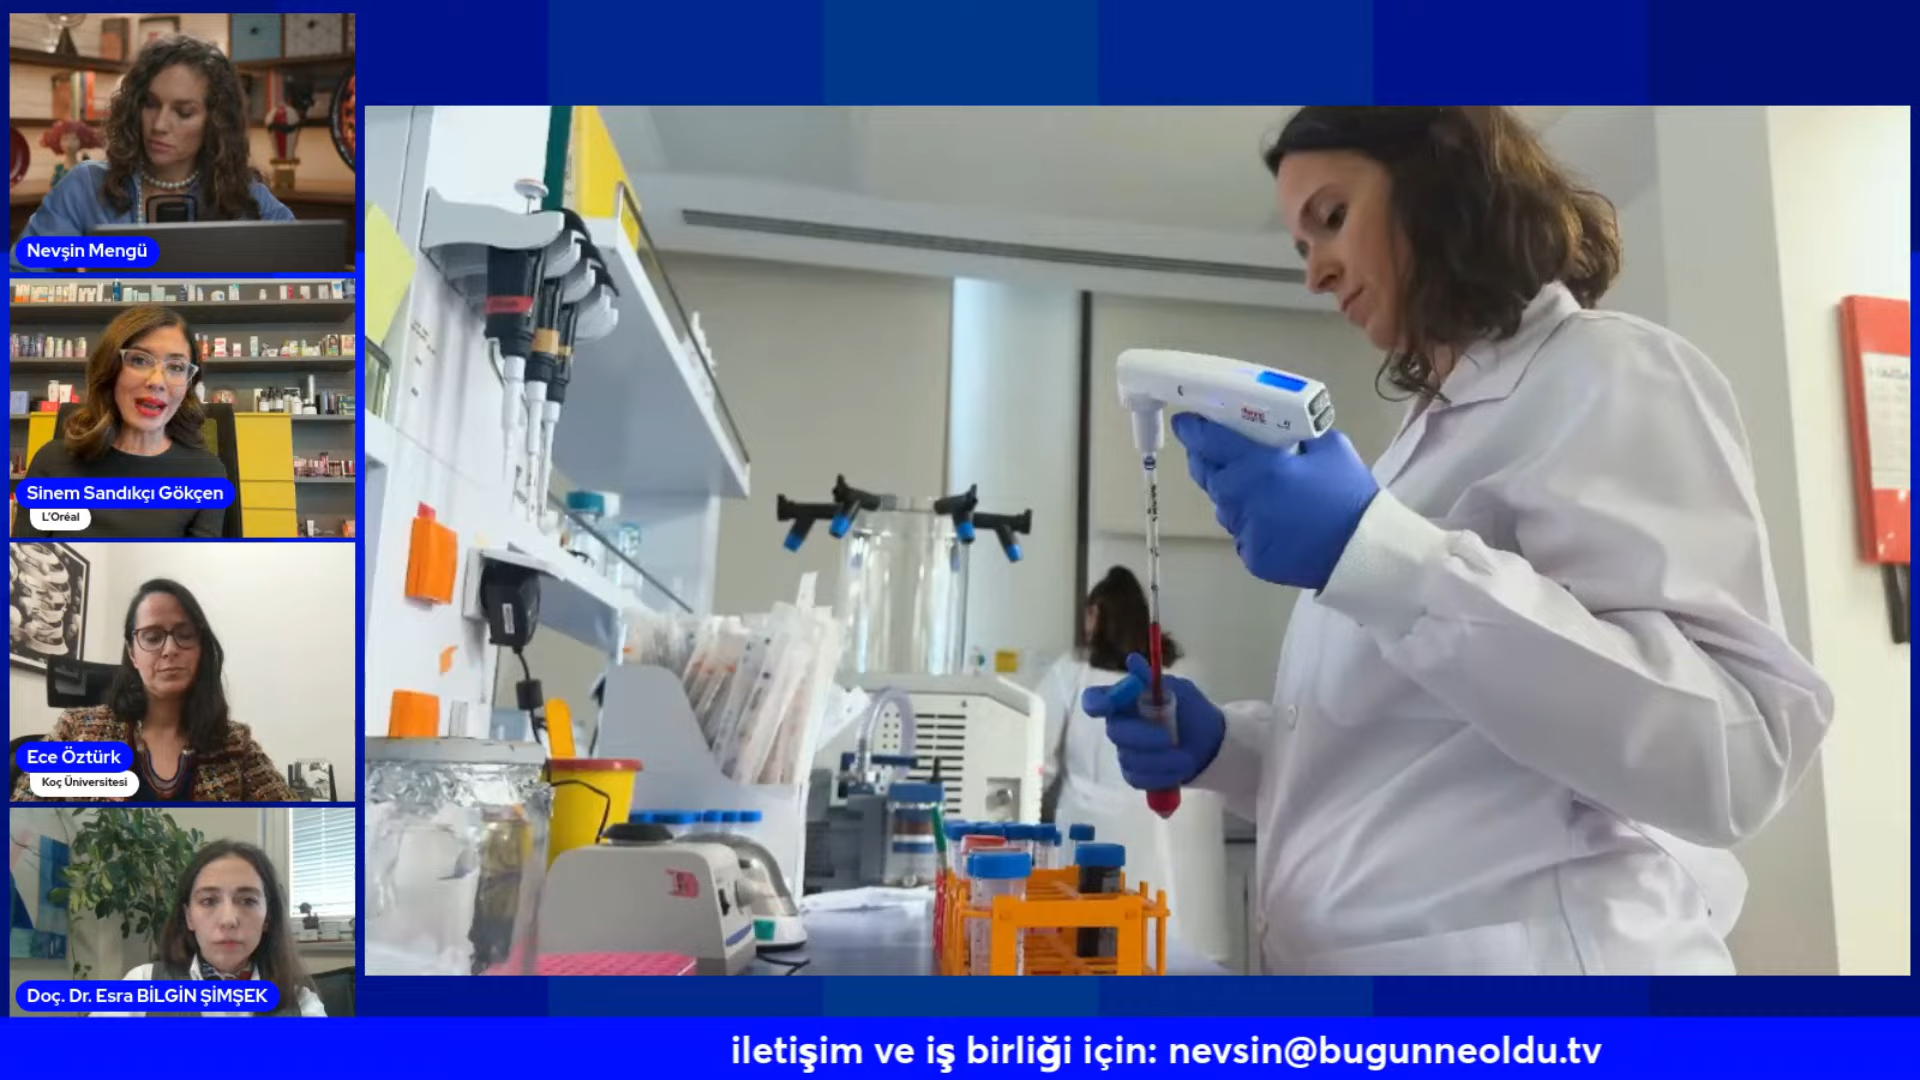 Nevşin Mengü
Sinem Sandıkçı Gökçen
L'Oréal
Ece Öztürk
Koç Üniversitesi
Doç. Dr. Esra BİLGİN ŞİMŞEK
iletişim ve iş birliği için: nevsin@bugunneoldu.tv